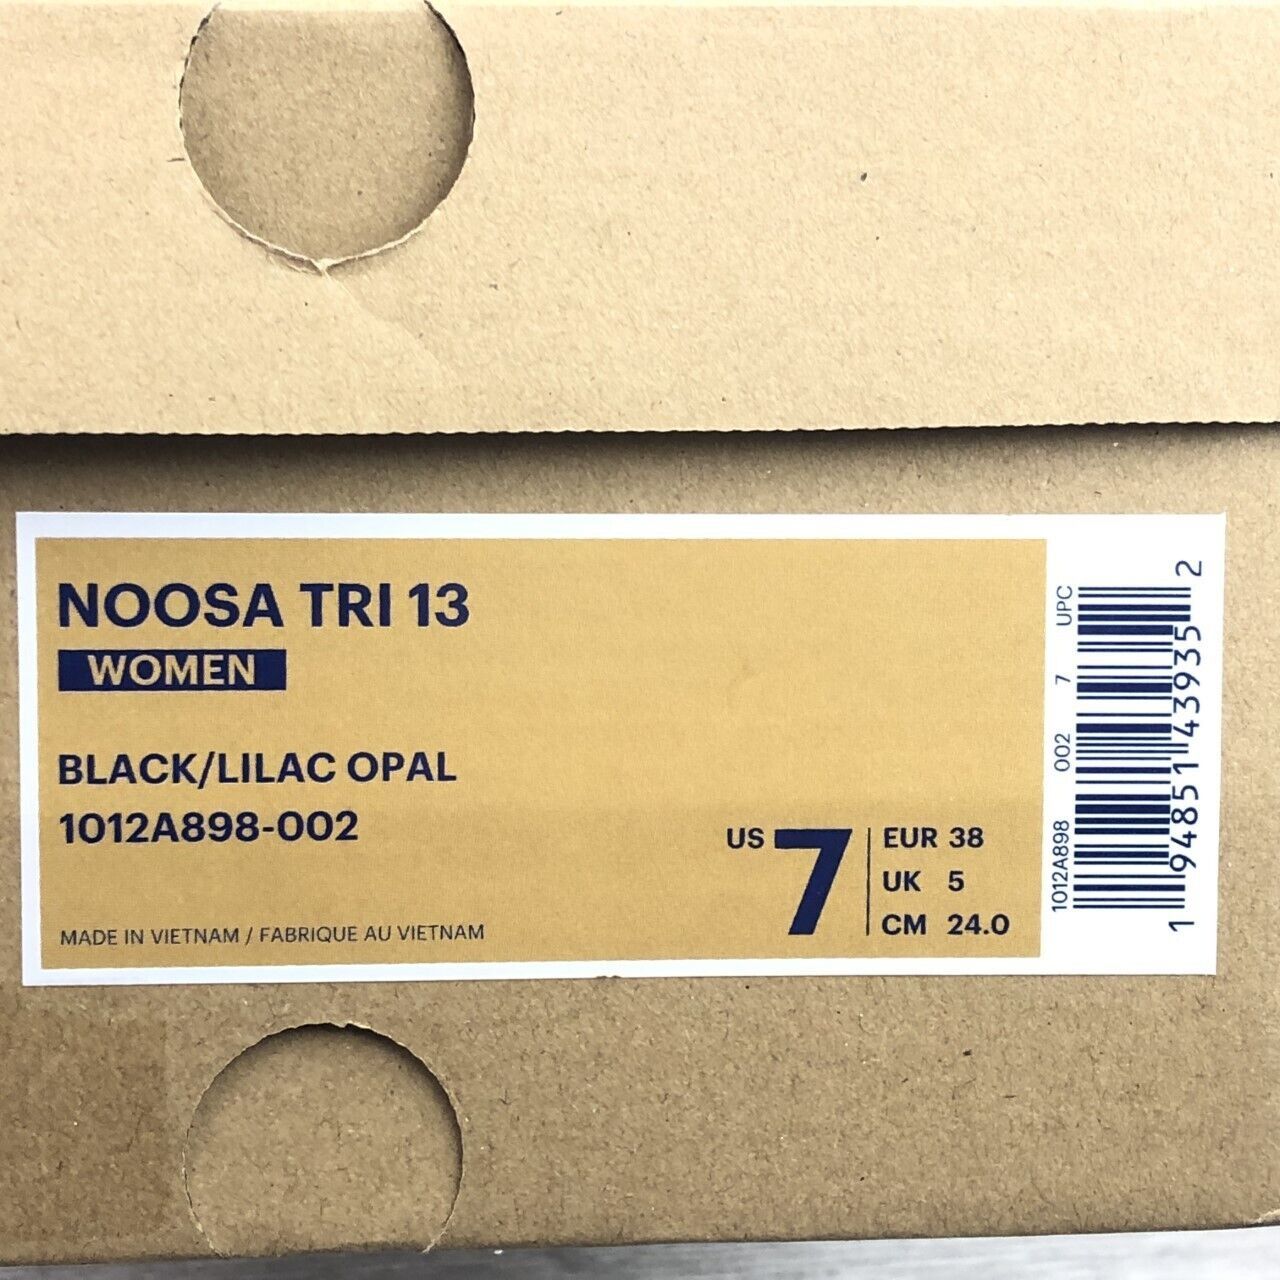 NOOSA TRI 13
WOMEN
BLACK/LILAC OPAL
1012A898-002
MADE IN VIETNAM / FABRIQUE AU VIETNAM
US 7
EUR 38
UK 5
CM 24.0
1012A898 002 7 UPC
1 94851 43935 2